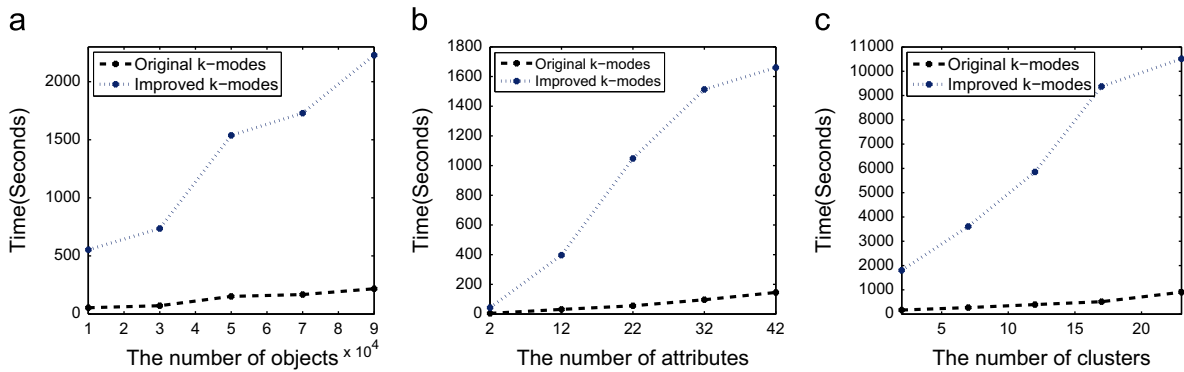 a
Time(Seconds)
2000
1500
1000
500
0
Original k−modes
Improved k−modes
1 2 3 4 5 6 7 8 9
The number of objects x 10^4
b
Time(Seconds)
1800
1600
1400
1200
1000
800
600
400
200
0
Original k−modes
Improved k−modes
2 12 22 32 42
The number of attributes
c
Time(Seconds)
11000
10000
9000
8000
7000
6000
5000
4000
3000
2000
1000
0
Original k−modes
Improved k−modes
5 10 15 20
The number of clusters